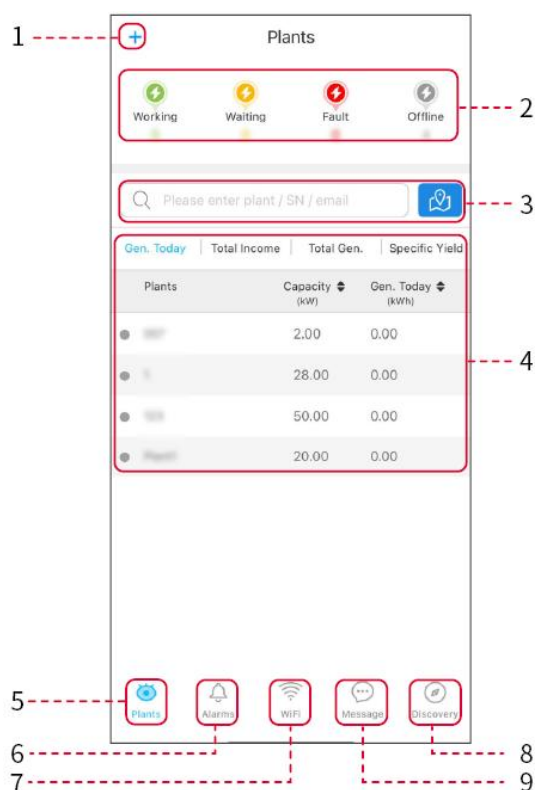 1
Plants
Working Waiting Fault Offline
2
Please enter plant / SN / email
3
Gen. Today Total Income Total Gen. Specific Yield
Plants Capacity Gen. Today
(kW) (kWh)
2.00 0.00
4
28.00 0.00
50.00 0.00
20.00 0.00
5
Plants Alarms WiFi Message Discovery
6 8
7 9